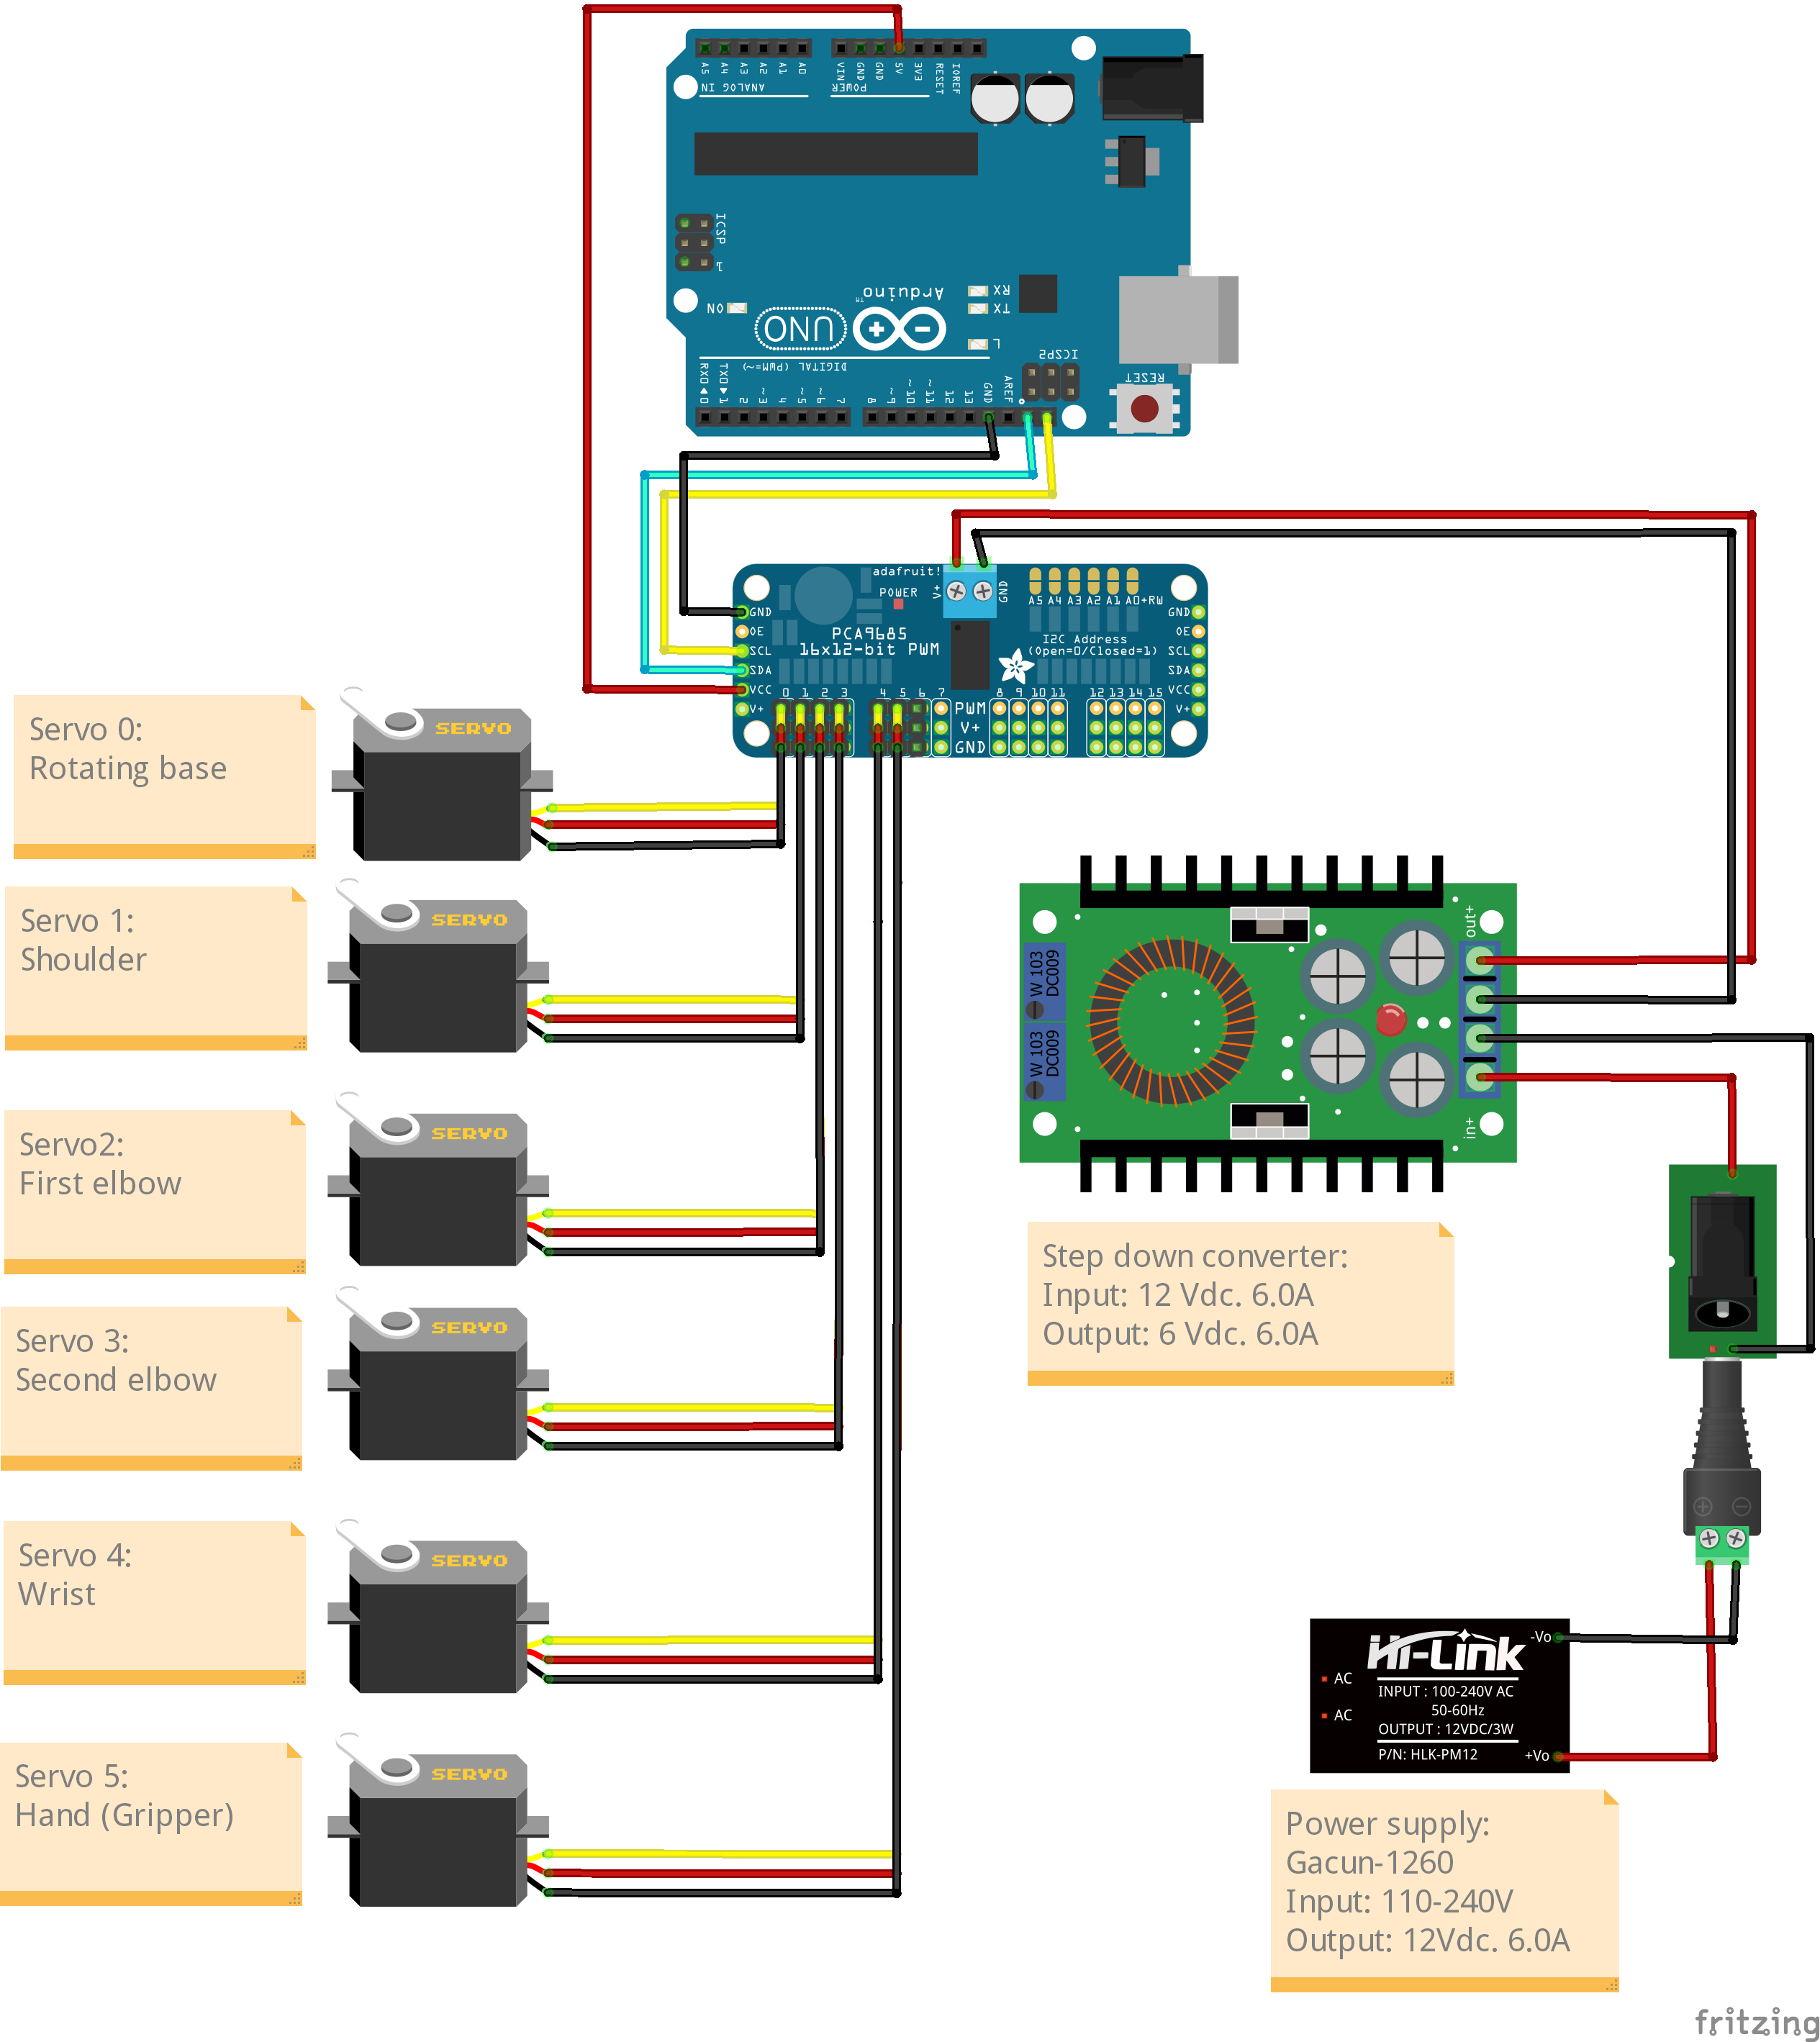 A5 A4 A3 A2 A1 A0
ANALOG IN
VIN GND GND 5V 3V3 RESET IOREF
POWER
ICSP
1
ON
UNO
Arduino
TM
RX
TX
L
ICSP2
RESET
DIGITAL (PWM=~)
RX0◀0 TX0▶1 2 ~3 4 ~5 ~6 7 8 ~9 ~10 ~11 12 13 GND AREF
adafruit!
POWER
V+
GND
A5 A4 A3 A2 A1 A0+RW
PCA9685
16x12-bit PWM
I2C Address
(Open=0/Closed=1)
GND
OE
SCL
SDA
VCC
V+
GND
OE
SCL
SDA
VCC
V+
0 1 2 3 4 5 6 7 8 9 10 11 12 13 14 15
PWM
V+
GND
Servo 0:
Rotating base
SERVO
Servo 1:
Shoulder
SERVO
Servo2:
First elbow
SERVO
Servo 3:
Second elbow
SERVO
Servo 4:
Wrist
SERVO
Servo 5:
Hand (Gripper)
SERVO
W 103
DC009
W 103
DC009
out+
in+
Step down converter:
Input: 12 Vdc. 6.0A
Output: 6 Vdc. 6.0A
Hi-Link
-Vo
AC
AC
INPUT : 100-240V AC
50-60Hz
OUTPUT : 12VDC/3W
P/N: HLK-PM12
+Vo
Power supply:
Gacun-1260
Input: 110-240V
Output: 12Vdc. 6.0A
fritzing